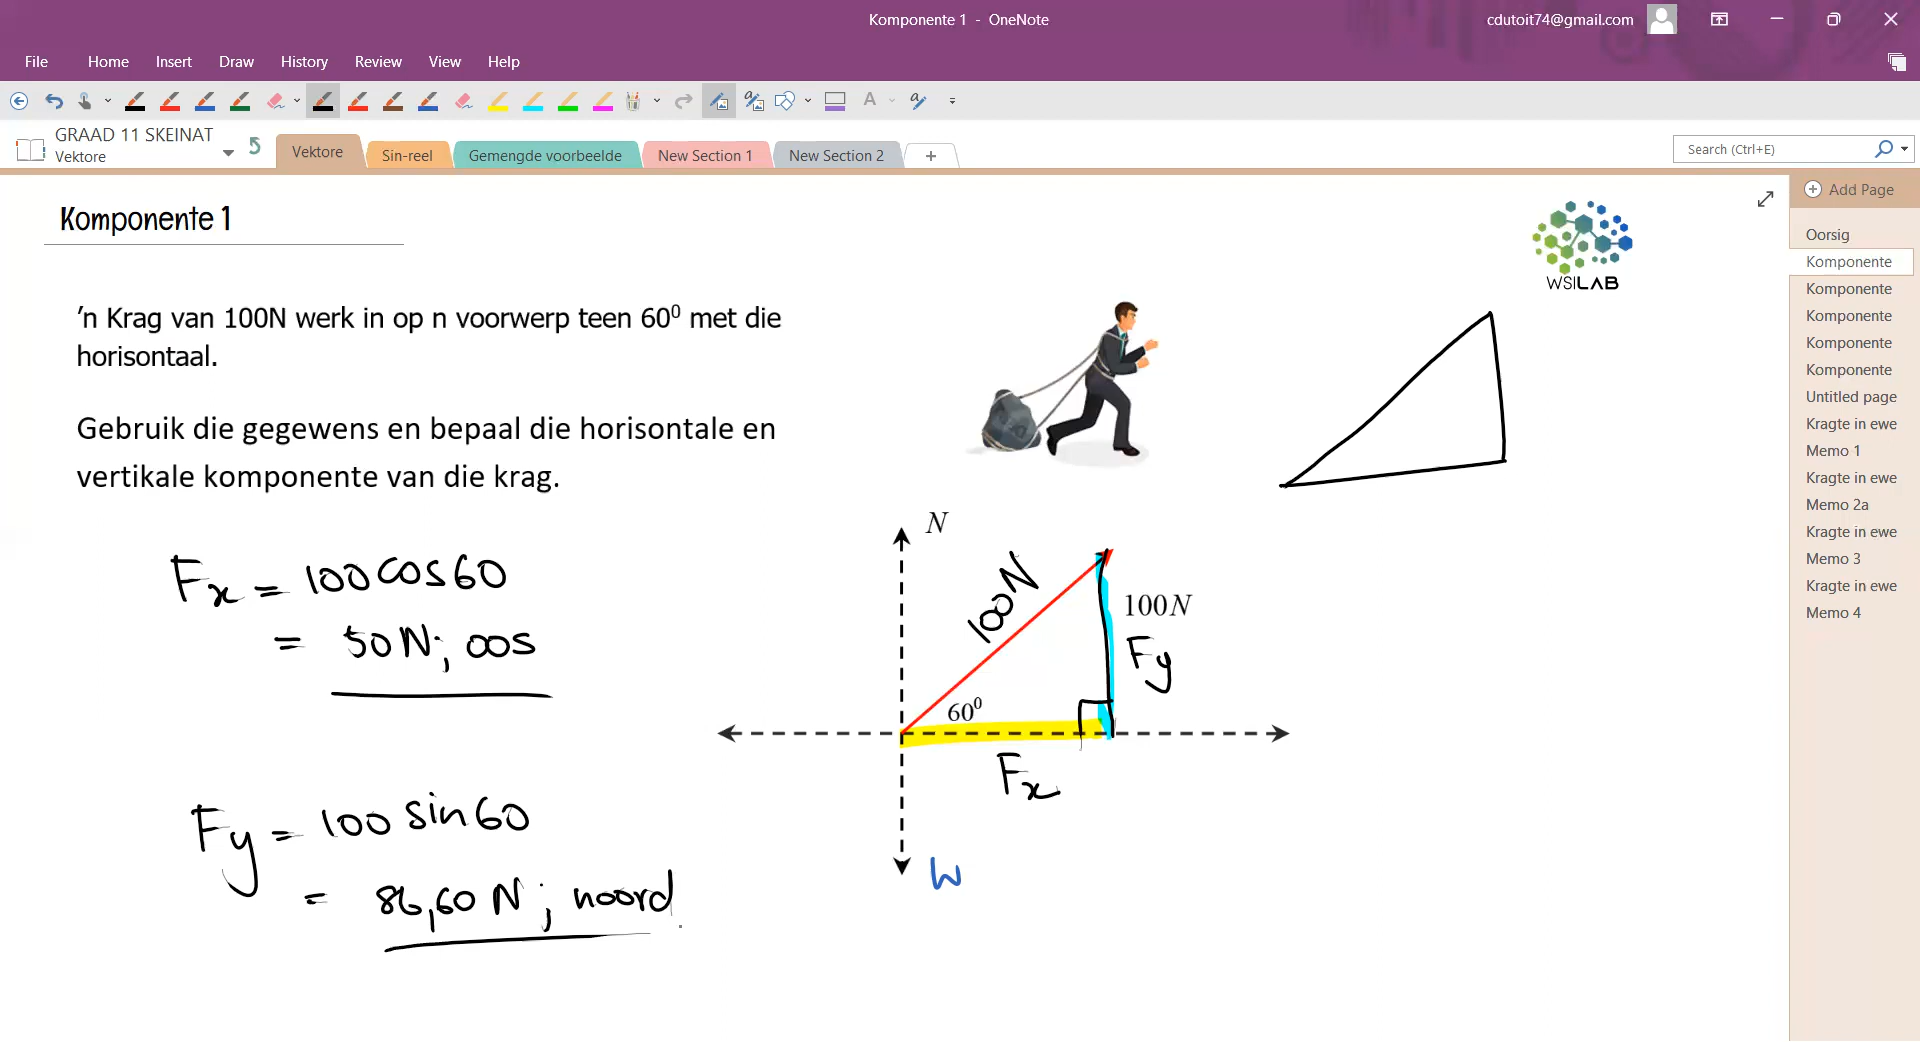 Komponente 1 - OneNote
cdutoit74@gmail.com
File Home Insert Draw History Review View Help
GRAAD 11 SKEINAT
Vektore
Vektore Sin-reel Gemengde voorbeelde New Section 1 New Section 2
Search (Ctrl+E)
Add Page
Komponente 1
WSILAB
Oorsig
Komponente
Komponente
Komponente
Komponente
Komponente
Untitled page
Kragte in ewe
Memo 1
Kragte in ewe
Memo 2a
Kragte in ewe
Memo 3
Kragte in ewe
Memo 4
’n Krag van 100N werk in op n voorwerp teen 60⁰ met die
horisontaal.
Gebruik die gegewens en bepaal die horisontale en
vertikale komponente van die krag.
Fx = 100 cos 60
= 50 N; oos
Fy = 100 sin 60
= 86,60 N; noord
N
100N
100N
Fy
60⁰
Fx
W